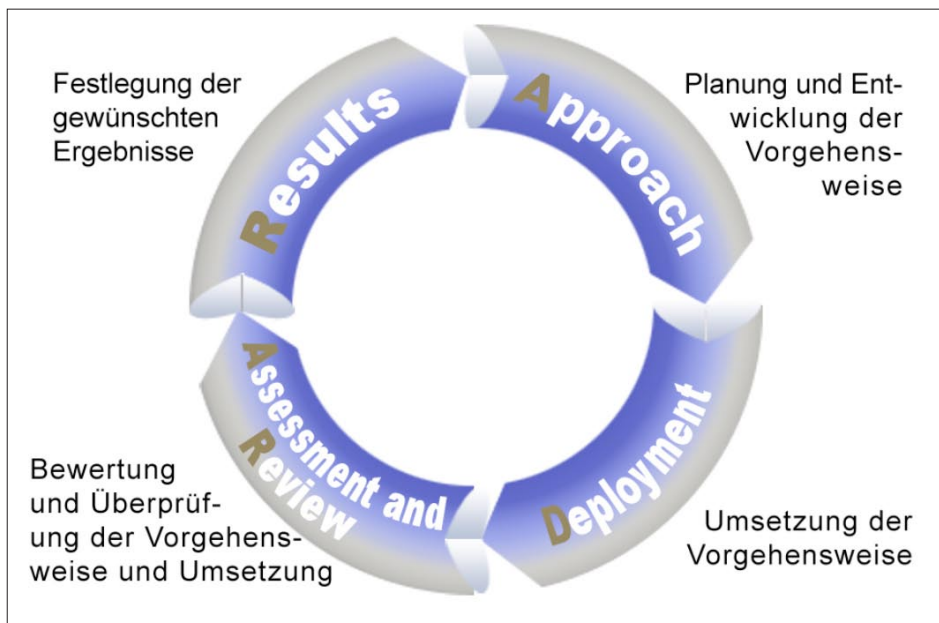 Festlegung der
gewünschten
Ergebnisse
Results
Approach
Planung und Ent-
wicklung der
Vorgehens-
weise
Assessment and
Review
Deployment
Bewertung
und Überprüf-
ung der Vorgehens-
weise und Umsetzung
Umsetzung der
Vorgehensweise